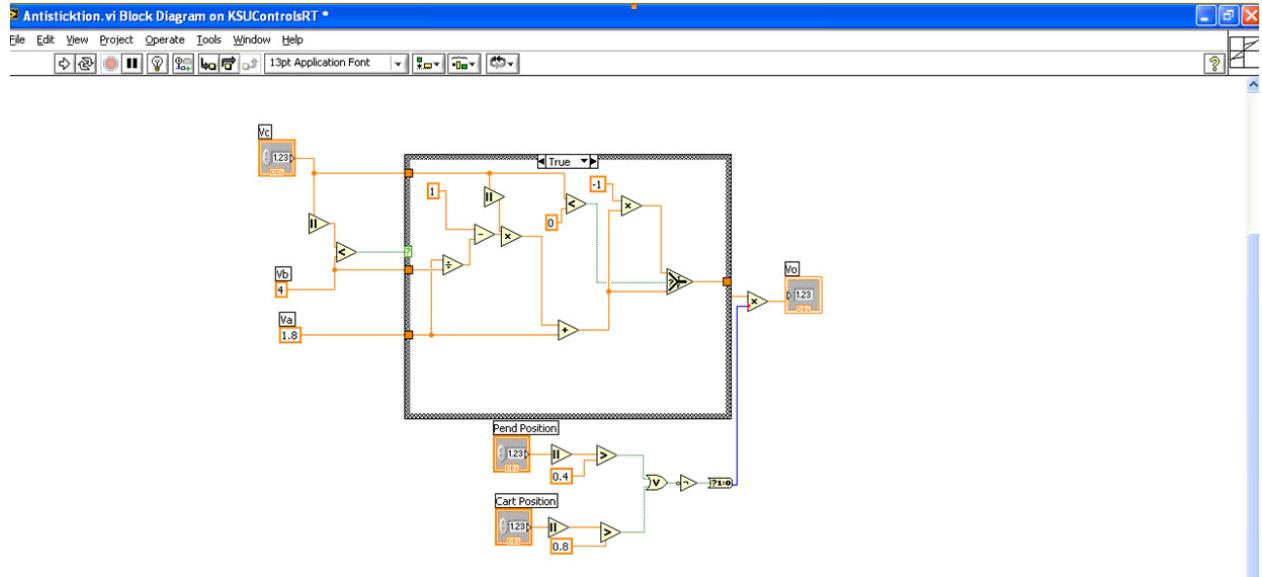 Antisticktion.vi Block Diagram on KSUControlsRT *
File Edit View Project Operate Tools Window Help
13pt Application Font
?
Vc
1.23
DBL
True
1
-1
0
?
Vb
4
Va
1.8
Vo
1.23
DBL
Pend Position
1.23
DBL
0.4
?1:0
Cart Position
1.23
DBL
0.8